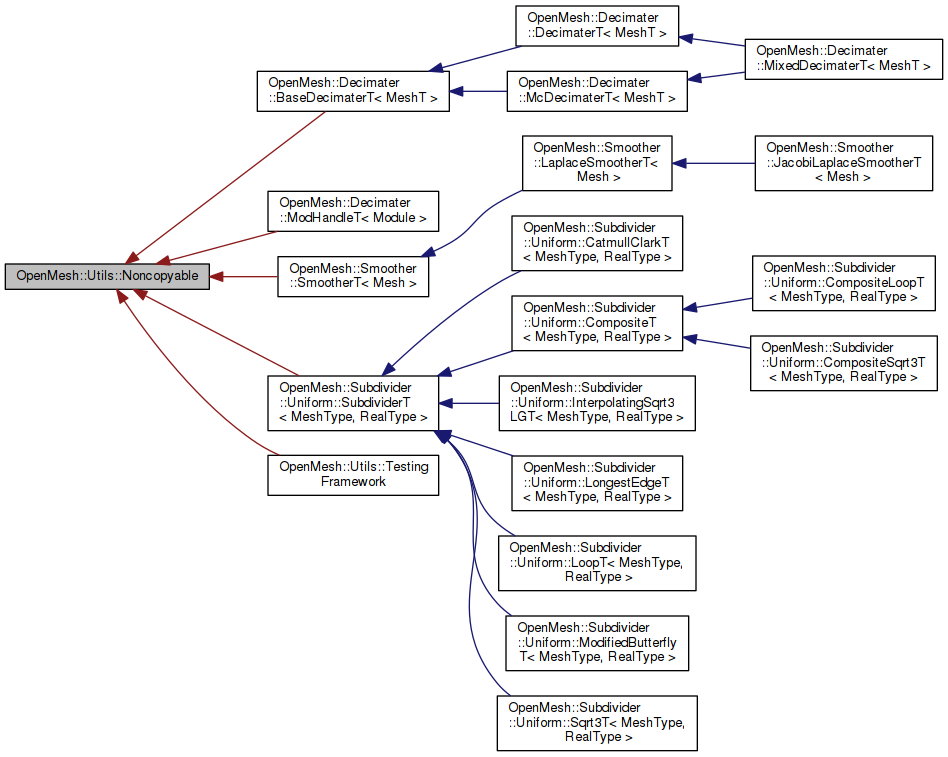 OpenMesh::Utils::Noncopyable
OpenMesh::Decimater
::BaseDecimaterT< MeshT >
OpenMesh::Decimater
::ModHandleT< Module >
OpenMesh::Smoother
::SmootherT< Mesh >
OpenMesh::Subdivider
::Uniform::SubdividerT
< MeshType, RealType >
OpenMesh::Utils::Testing
Framework
OpenMesh::Decimater
::DecimaterT< MeshT >
OpenMesh::Decimater
::McDecimaterT< MeshT >
OpenMesh::Smoother
::LaplaceSmootherT<
Mesh >
OpenMesh::Subdivider
::Uniform::CatmullClarkT
< MeshType, RealType >
OpenMesh::Subdivider
::Uniform::CompositeT
< MeshType, RealType >
OpenMesh::Subdivider
::Uniform::InterpolatingSqrt3
LGT< MeshType, RealType >
OpenMesh::Subdivider
::Uniform::LongestEdgeT
< MeshType, RealType >
OpenMesh::Subdivider
::Uniform::LoopT< MeshType,
RealType >
OpenMesh::Subdivider
::Uniform::ModifiedButterfly
T< MeshType, RealType >
OpenMesh::Subdivider
::Uniform::Sqrt3T< MeshType,
RealType >
OpenMesh::Decimater
::MixedDecimaterT< MeshT >
OpenMesh::Smoother
::JacobiLaplaceSmootherT
< Mesh >
OpenMesh::Subdivider
::Uniform::CompositeLoopT
< MeshType, RealType >
OpenMesh::Subdivider
::Uniform::CompositeSqrt3T
< MeshType, RealType >